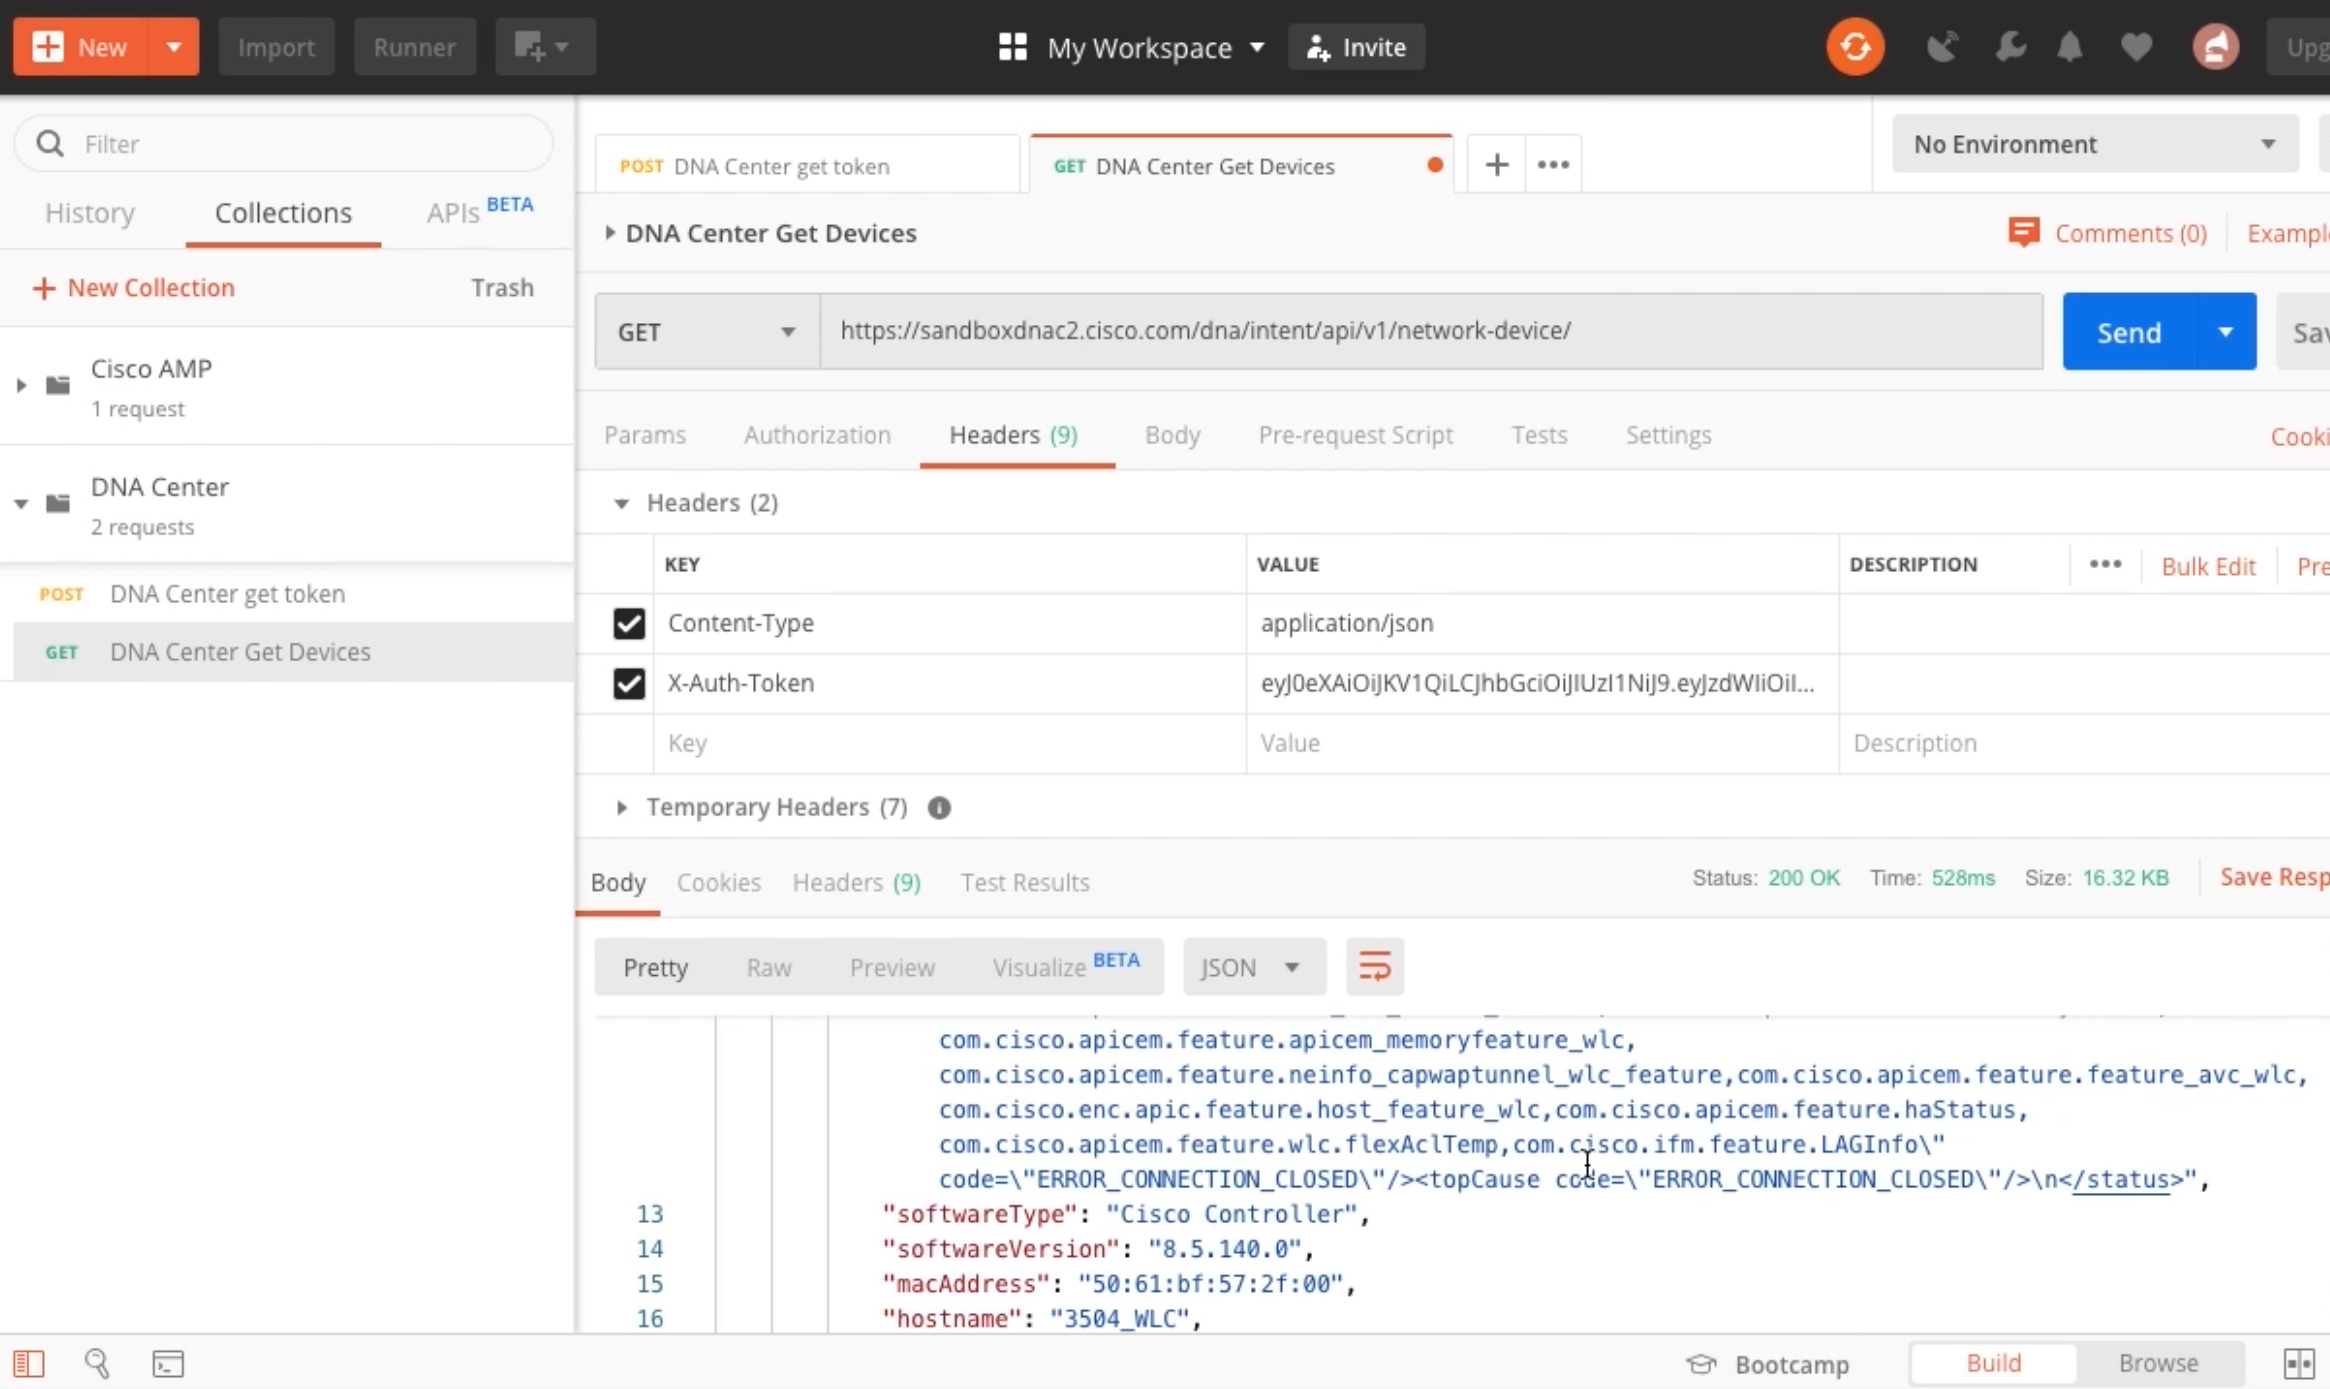 New
Import
Runner
My Workspace
Invite
Filter
History
Collections
APIs BETA
New Collection
Trash
Cisco AMP
1 request
DNA Center
2 requests
POST DNA Center get token
GET DNA Center Get Devices
POST DNA Center get token
GET DNA Center Get Devices
No Environment
DNA Center Get Devices
Comments (0)
GET
https://sandboxdnac2.cisco.com/dna/intent/api/v1/network-device/
Send
Params
Authorization
Headers (9)
Body
Pre-request Script
Tests
Settings
Headers (2)
KEY
VALUE
DESCRIPTION
Bulk Edit
Content-Type
application/json
X-Auth-Token
eyJ0eXAiOiJKV1QiLCJhbGciOiJIUzI1NiJ9.eyJzdWIiOiI...
Key
Value
Description
Temporary Headers (7)
Body
Cookies
Headers (9)
Test Results
Status: 200 OK
Time: 528ms
Size: 16.32 KB
Save Resp
Pretty
Raw
Preview
Visualize BETA
JSON
com.cisco.apicem.feature.apicem_memoryfeature_wlc,
com.cisco.apicem.feature.neinfo_capwaptunnel_wlc_feature,com.cisco.apicem.feature.feature_avc_wlc,
com.cisco.enc.apic.feature.host_feature_wlc,com.cisco.apicem.feature.haStatus,
com.cisco.apicem.feature.wlc.flexAclTemp,com.cisco.ifm.feature.LAGInfo\"
code=\"ERROR_CONNECTION_CLOSED\"/><topCause code=\"ERROR_CONNECTION_CLOSED\"/>\n</status>",
13 "softwareType": "Cisco Controller",
14 "softwareVersion": "8.5.140.0",
15 "macAddress": "50:61:bf:57:2f:00",
16 "hostname": "3504_WLC",
Bootcamp
Build
Browse